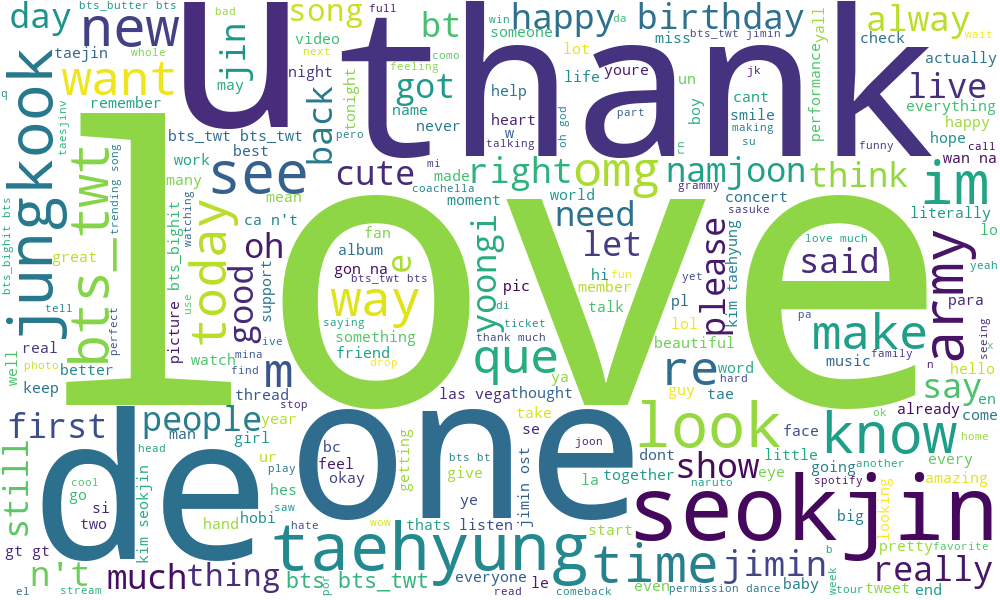 bts_butter bts
bad
full
win
da
day
new
u
thank
song
bt
happy
birthday
alway
taejin
whole
video
someone
como
miss
bts_twt jimin
yall
check
wait
q
want
jin
next
feeling
lot
youre
un
jk
performance
actually
may
night
tonight
got
life
boy
cant
live
remember
back
name
help
part
smile
everything
taesjinv
pero
never
heart
oh god
making
happy
jungkook
bts_twt
trending song
bts_twt bts_twt
w
talking
rn
su
funny
hope
call
work
best
see
cute
mi
made
right
omg
namjoon
think
wan na
many
mean
coachella
moment
world
grammy
concert
im
literally
bts_bighit bts
watching
ca n't
fan
need
sasuke
lo
great
today
bts_bighit
oh
album
e
yoongi
let
please
kim taehyung
love much
yeah
love
gon na
hi
yet
said
army
use
good
support
bts_twt bts
pic
member
fun
pl
pa
para
tell
picture
way
di
talk
seeing
perfect
saying
ticket
lol
make
x
real
ive
something
thank much
beautiful
music
family
well
photo
watch
mina
friend
que
drop
guy
word
n
hello
better
find
m
ya
re
hard
say
en
keep
thread
las vega
thought
tae
ok
already
come
first
de
people
year
stop
one
take
look
face
know
home
man
girl
bc
se
dont
little
every
still
head
ur
feel
joon
eye
going
another
cool
play
okay
getting
bts bt
la
together
show
spotify
amazing
go
kim seokjin
hes
give
naruto
si
saw
jimin ost
looking
two
hand
hobi
ye
seokjin
big
hate
wow
thats
listen
start
gt gt
taehyung
time
jimin
pretty
favorite
b
n't
much
thing
bts
bts_twt
everyone
le
even
baby
week
really
el
stream
por
read
comeback
permission dance
tour
tweet
end